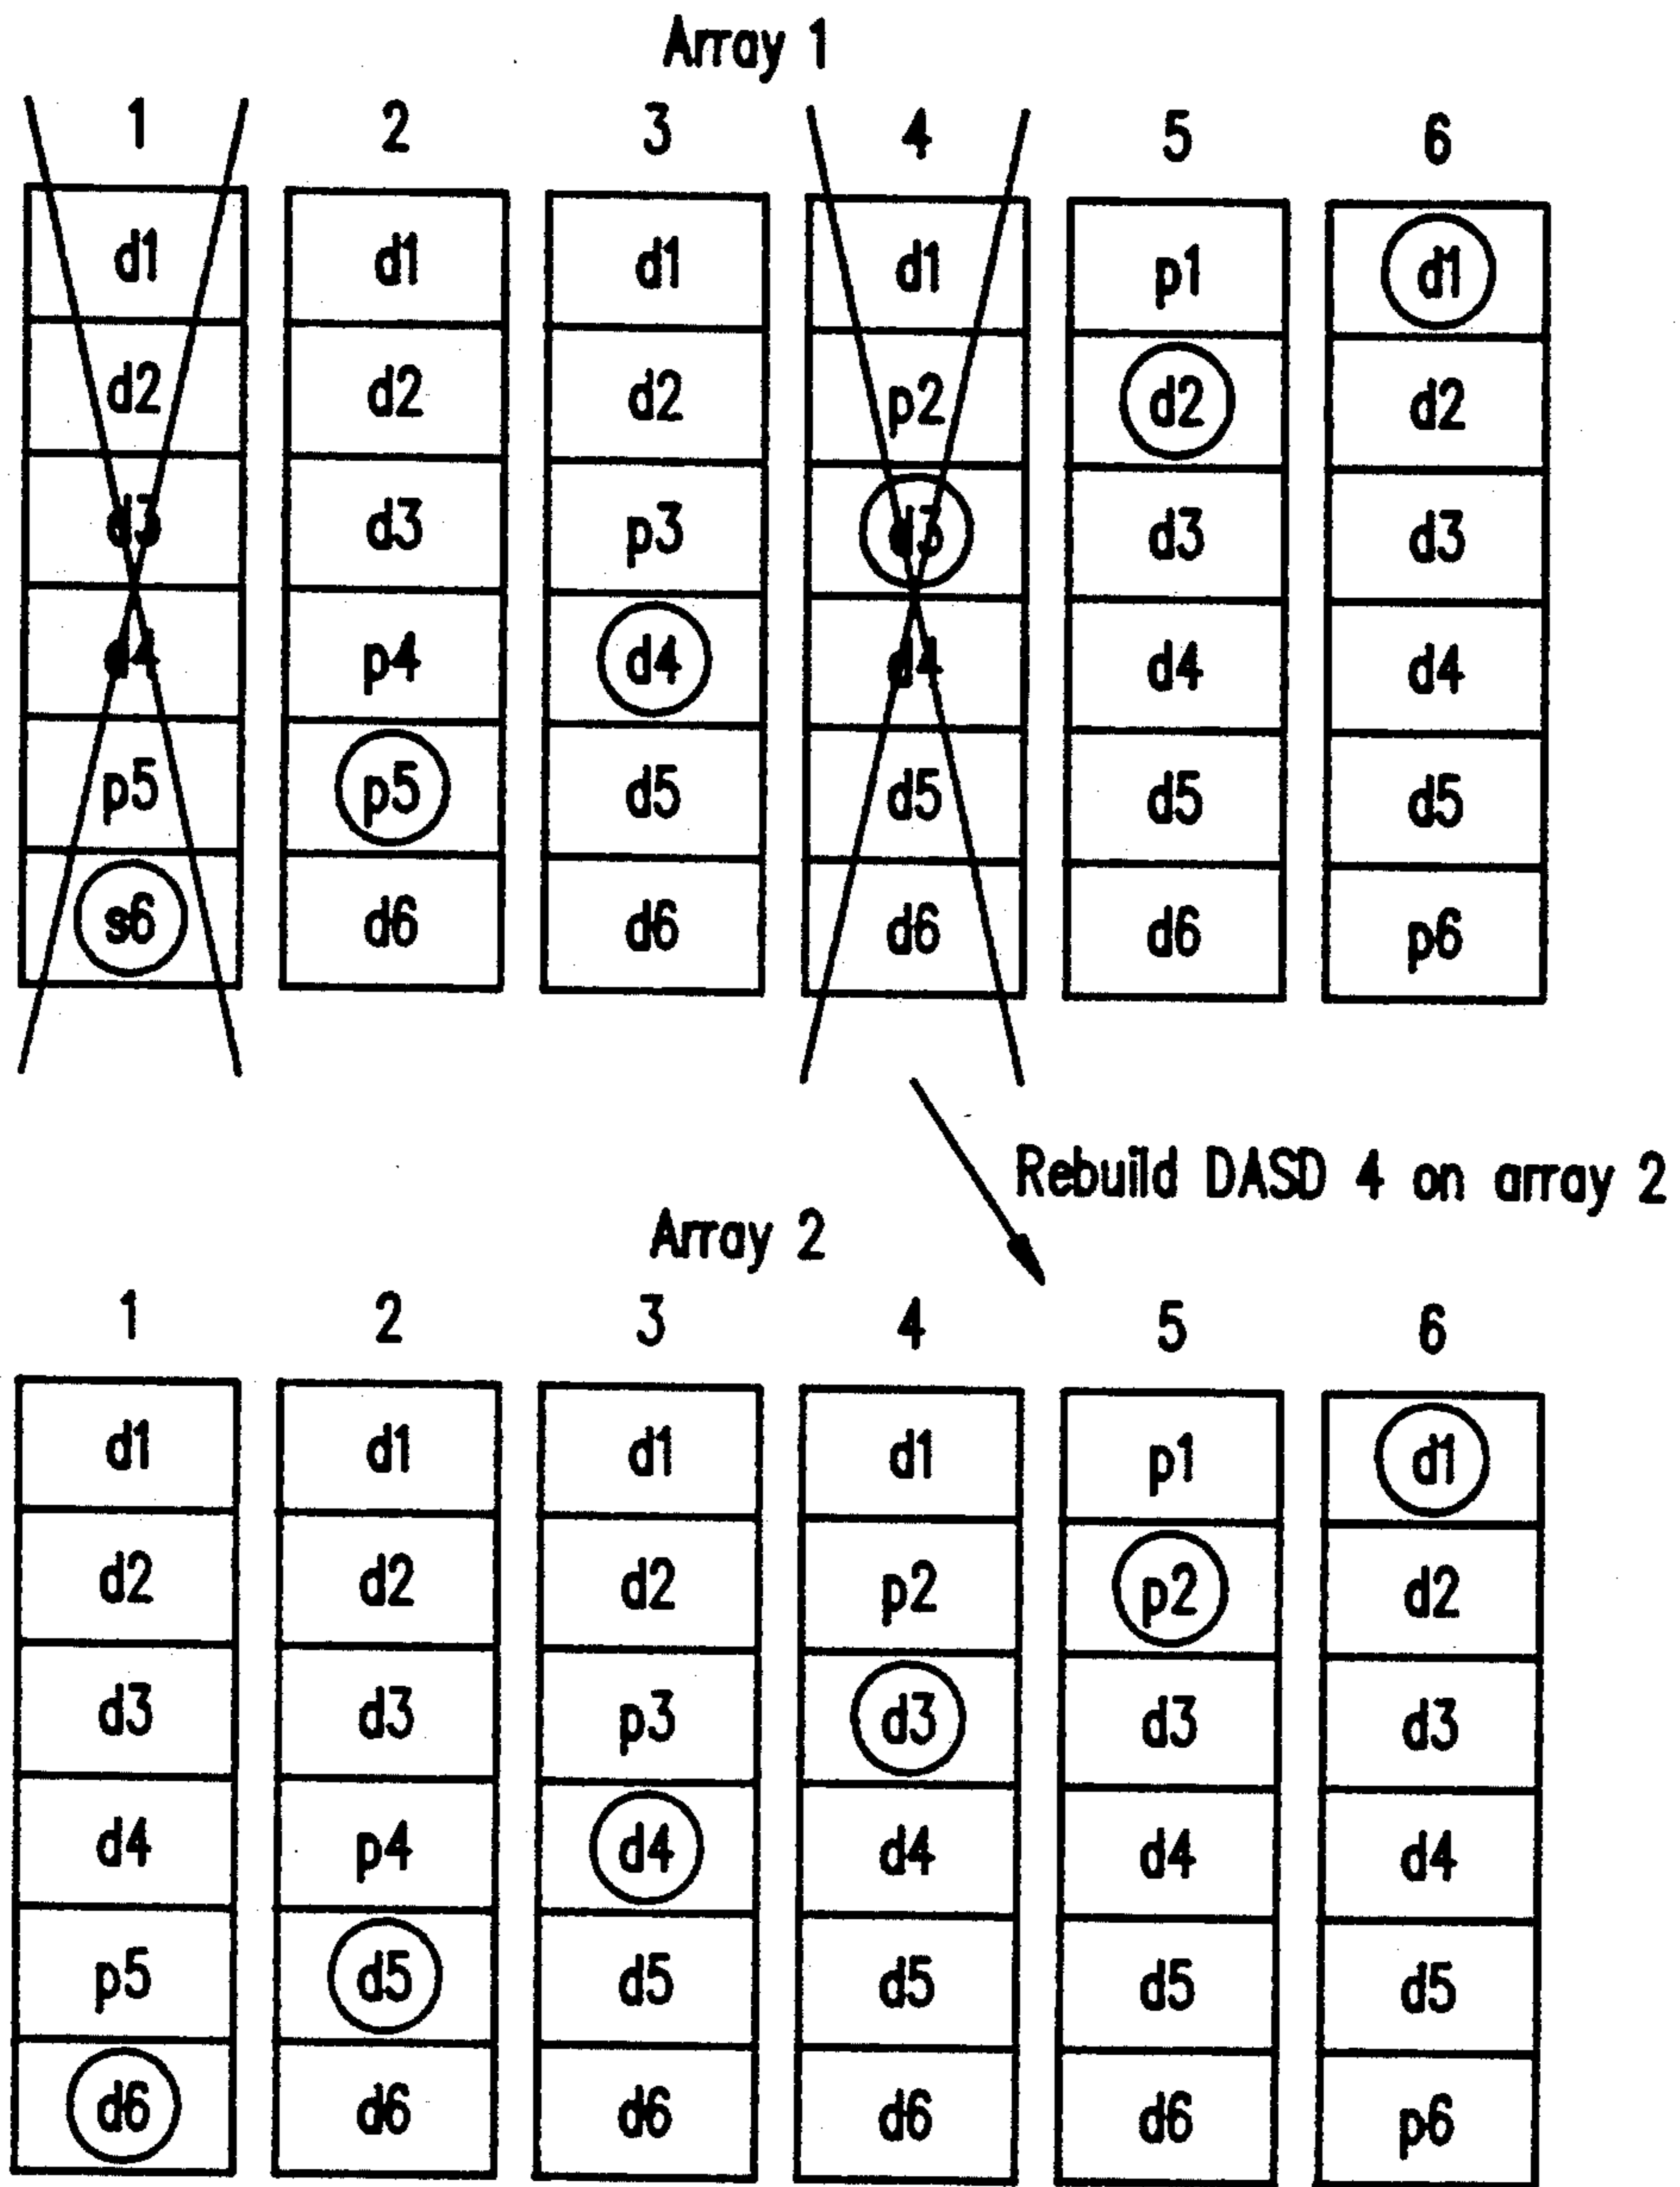 Array 1
1 2 3 4 5 6
d1 d1 d1 d1 p1 d1
d2 d2 d2 p2 d2 d2
d3 d3 p3 d3 d3 d3
d4 p4 d4 d4 d4 d4
p5 p5 d5 d5 d5 d5
s6 d6 d6 d6 d6 p6
Rebuild DASD 4 on array 2
Array 2
1 2 3 4 5 6
d1 d1 d1 d1 p1 d1
d2 d2 d2 p2 p2 d2
d3 d3 p3 d3 d3 d3
d4 p4 d4 d4 d4 d4
p5 d5 d5 d5 d5 d5
d6 d6 d6 d6 d6 p6